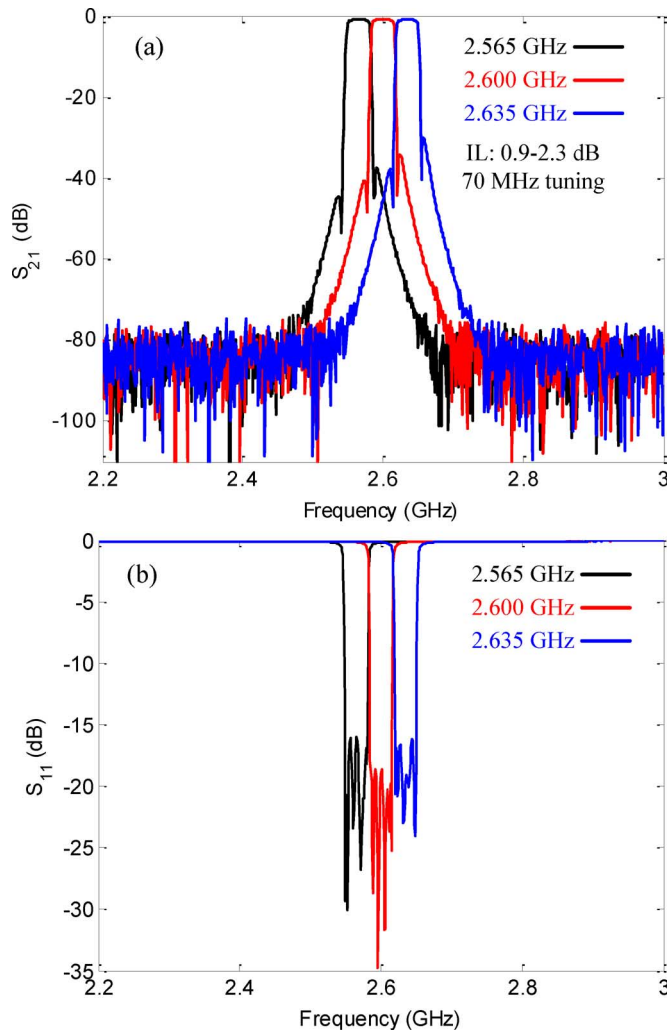 (a)
2.565 GHz
2.600 GHz
2.635 GHz
IL: 0.9-2.3 dB
70 MHz tuning
S21 (dB)
0
-20
-40
-60
-80
-100
2.2 2.4 2.6 2.8 3
Frequency (GHz)
(b)
2.565 GHz
2.600 GHz
2.635 GHz
S11 (dB)
0
-5
-10
-15
-20
-25
-30
-35
2.2 2.4 2.6 2.8 3
Frequency (GHz)